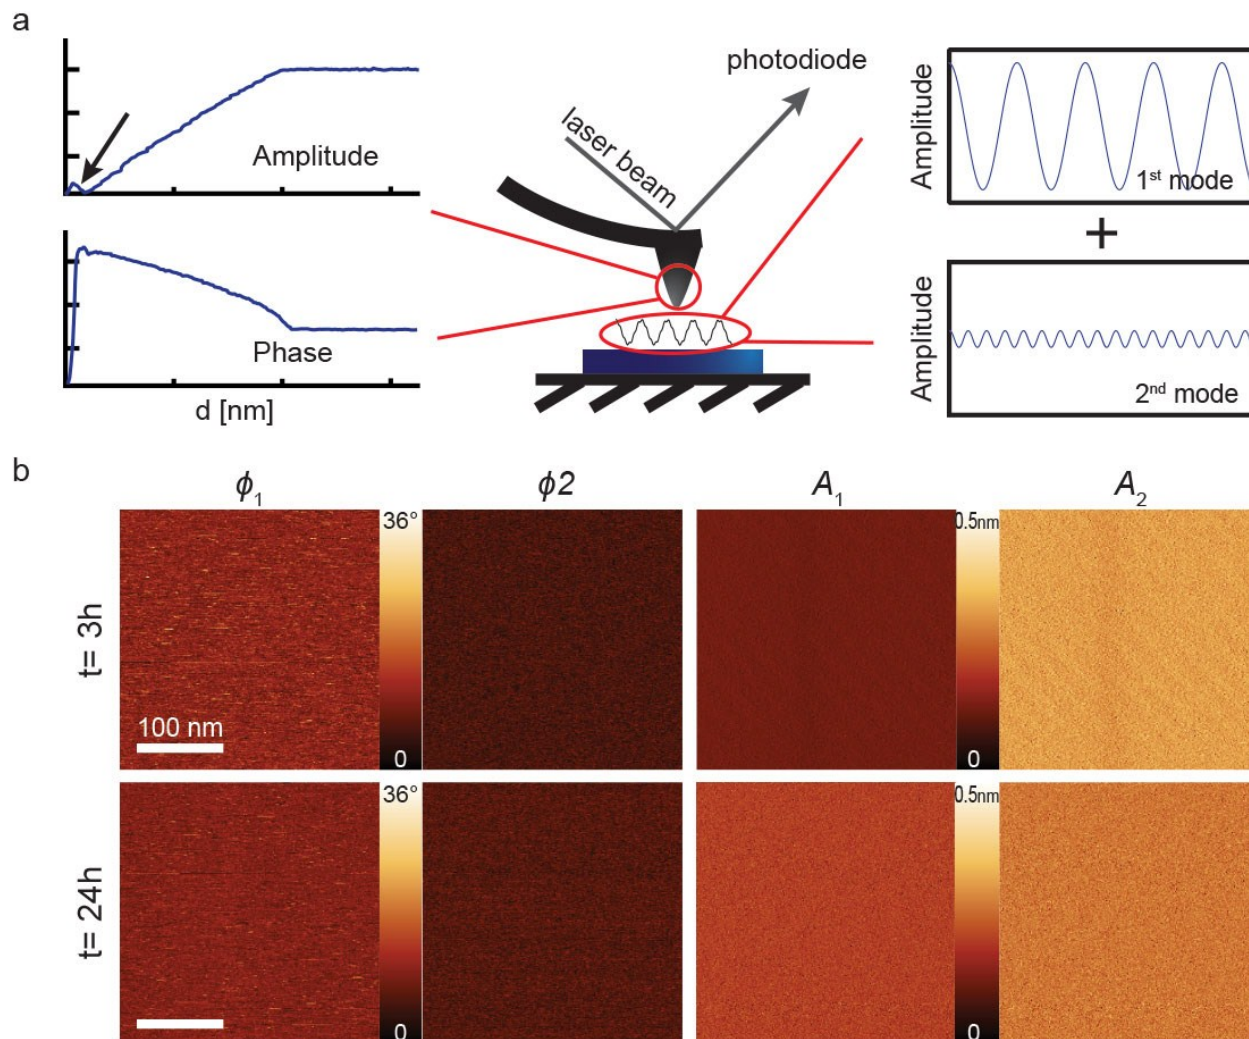 a
Amplitude
Phase
d [nm]
photodiode
laser beam
Amplitude
1st mode
+
Amplitude
2nd mode
b
ϕ1 ϕ2 A1 A2
t= 3h
36°
0.5nm
100 nm
0
0
t= 24h
36°
0.5nm
0
0